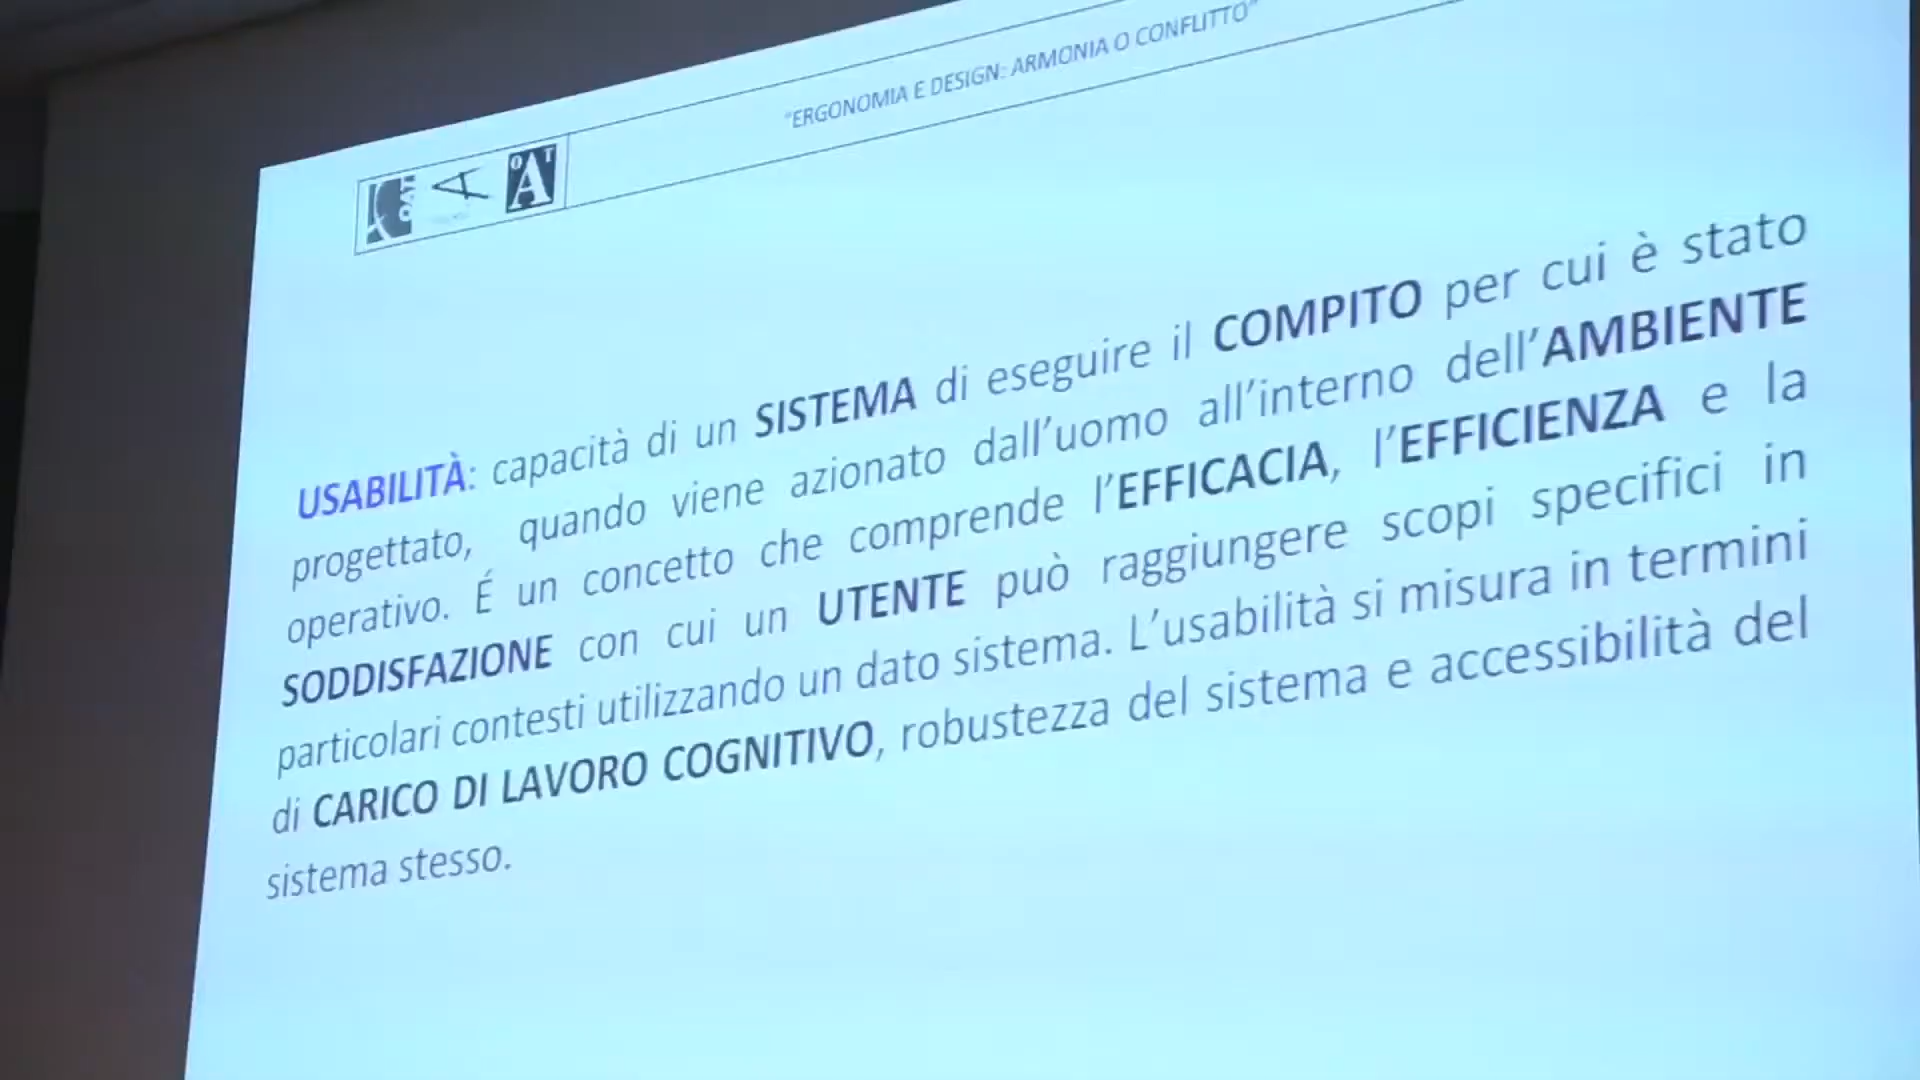 "ERGONOMIA E DESIGN: ARMONIA O CONFLITTO"
OATI
A
O A T
USABILITÀ: capacità di un SISTEMA di eseguire il COMPITO per cui è stato
progettato, quando viene azionato dall'uomo all'interno dell'AMBIENTE
operativo. É un concetto che comprende l'EFFICACIA, l'EFFICIENZA e la
SODDISFAZIONE con cui un UTENTE può raggiungere scopi specifici in
particolari contesti utilizzando un dato sistema. L'usabilità si misura in termini
di CARICO DI LAVORO COGNITIVO, robustezza del sistema e accessibilità del
sistema stesso.